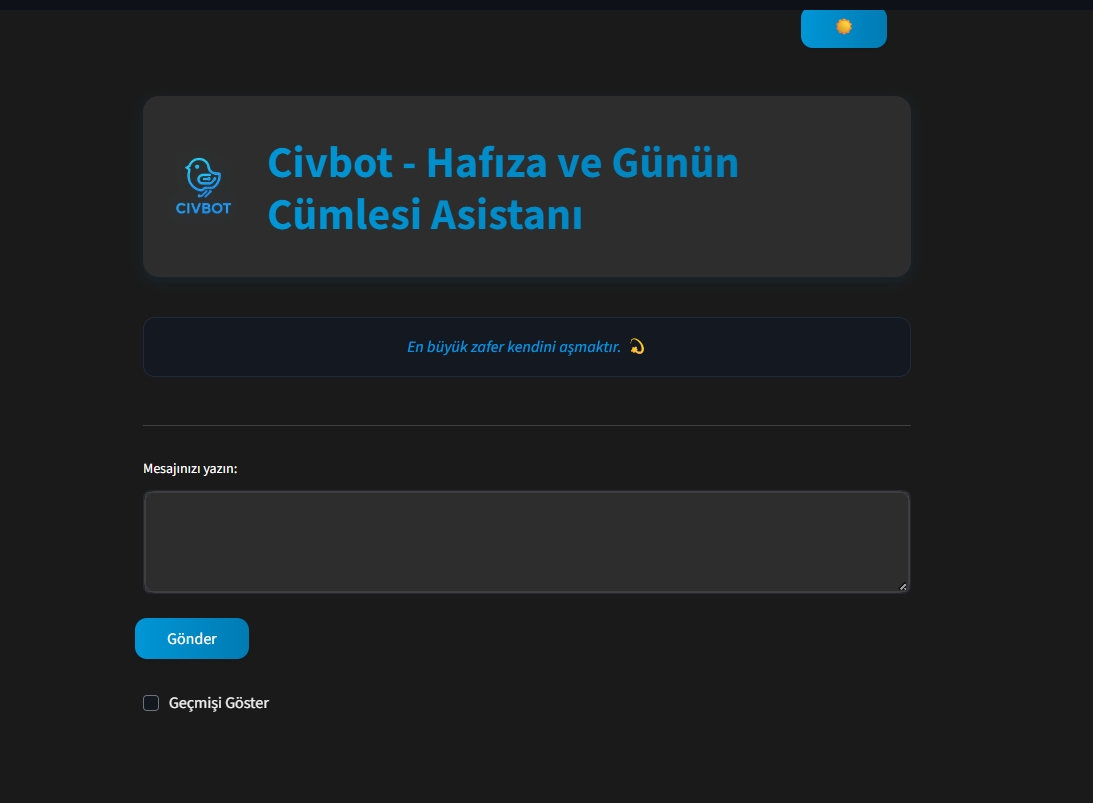 CIVBOT
Civbot - Hafıza ve Günün
Cümlesi Asistanı
En büyük zafer kendini aşmaktır.
Mesajınızı yazın:
Gönder
Geçmişi Göster